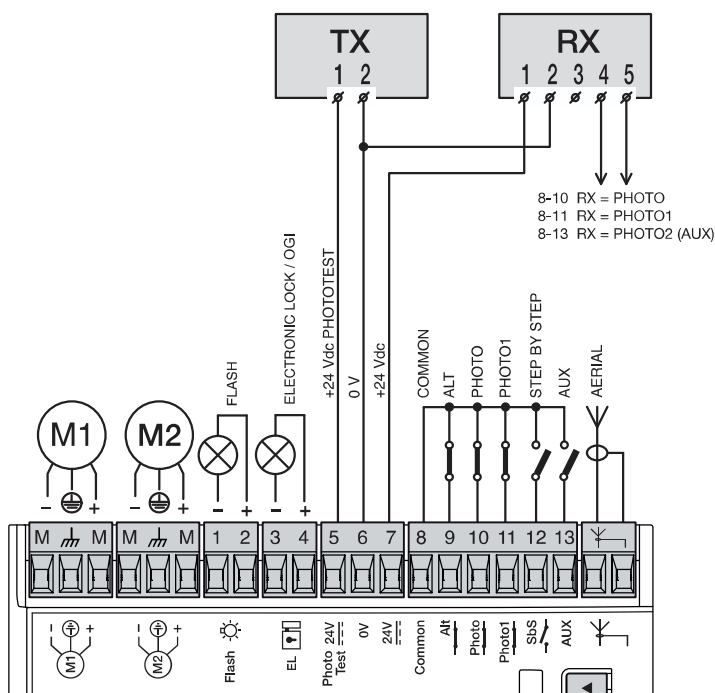 TX
1 2
RX
1 2 3 4 5
8-10 RX = PHOTO
8-11 RX = PHOTO1
8-13 RX = PHOTO2 (AUX)
FLASH
ELECTRONIC LOCK / OGI
+24 Vdc PHOTOTEST
0 V
+24 Vdc
COMMON
ALT
PHOTO
PHOTO1
STEP BY STEP
AUX
AERIAL
M1
M2
- +
- +
- +
- +
M M M M 1 2 3 4 5 6 7 8 9 10 11 12 13
- +
M1
- +
M2
Flash
EL
Photo 24V
Test
0V
24V
Common
Alt
Photo
Photo1
SbS
AUX